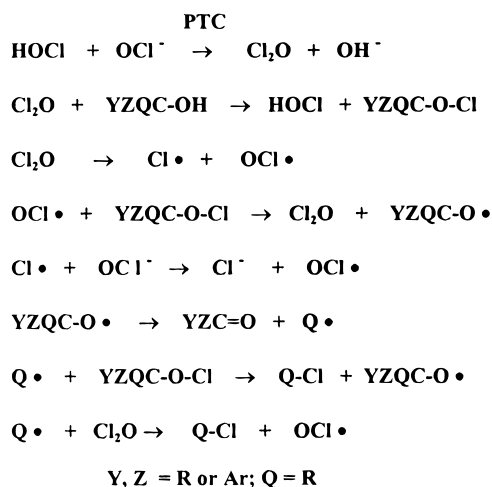 PTC
HOCl + OCl⁻ → Cl₂O + OH⁻
Cl₂O + YZQC-OH → HOCl + YZQC-O-Cl
Cl₂O → Cl• + OCl•
OCl• + YZQC-O-Cl → Cl₂O + YZQC-O•
Cl• + OCl⁻ → Cl⁻ + OCl•
YZQC-O• → YZC=O + Q•
Q• + YZQC-O-Cl → Q-Cl + YZQC-O•
Q• + Cl₂O → Q-Cl + OCl•
Y, Z = R or Ar; Q = R